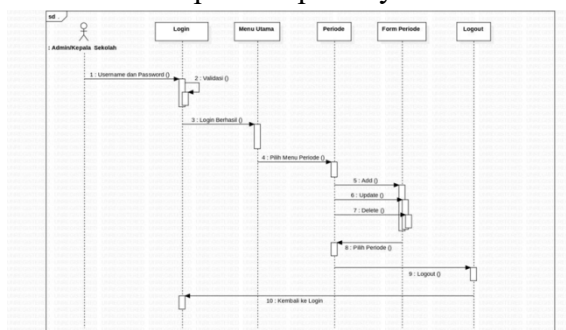 sd
Login
Menu Utama
Periode
Form Periode
Logout
: Admin/Kepala Sekolah
1 : Username dan Password ()
2 : Validasi ()
3 : Login Berhasil ()
4 : Pilih Menu Periode ()
5 : Add ()
6 : Update ()
7 : Delete ()
8 : Pilih Periode ()
9 : Logout ()
10 : Kembali ke Login